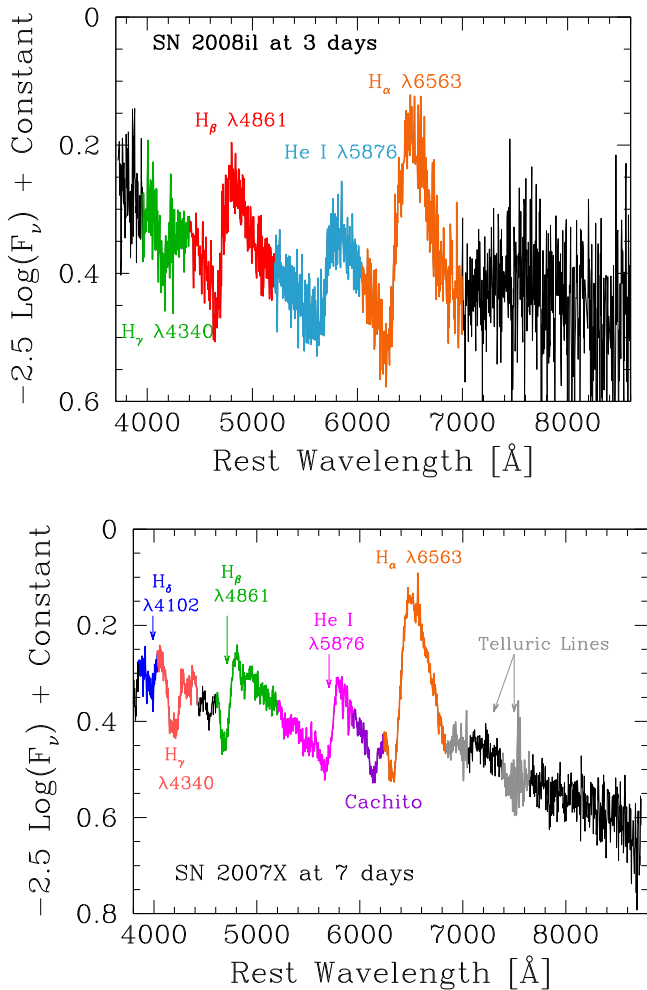 0
SN 2008il at 3 days
Hα λ6563
Hβ λ4861
He I λ5876
0.2
0.4
Hγ λ4340
0.6
-2.5 Log(Fν) + Constant
4000 5000 6000 7000 8000
Rest Wavelength [Å]
0
Hα λ6563
Hδ
λ4102
Hβ
λ4861
He I
λ5876
Telluric Lines
0.2
0.4
Hγ
λ4340
Cachito
0.6
SN 2007X at 7 days
0.8
-2.5 Log(Fν) + Constant
4000 5000 6000 7000 8000
Rest Wavelength [Å]